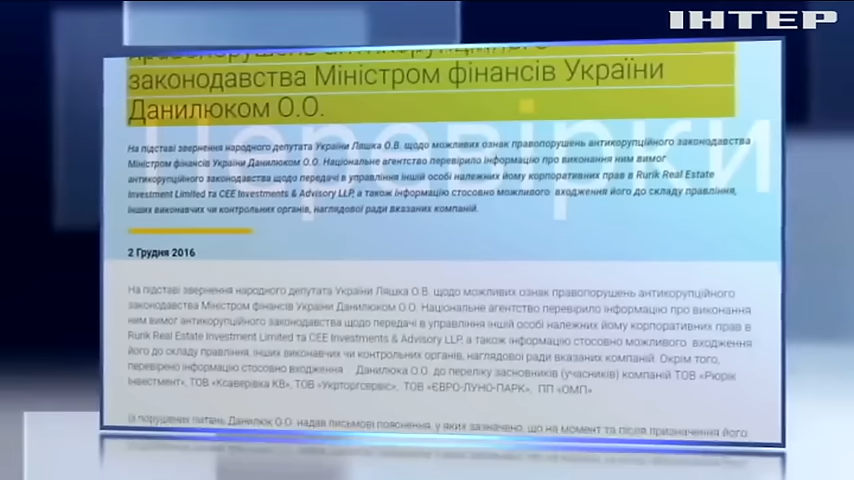 ІНТЕР
правопорушень антикорупційного
законодавства Міністром фінансів України
Данилюком О.О.
Перевірки
На підставі звернення народного депутата України Ляшка О.В. щодо можливих ознак правопорушень антикорупційного законодавства
Міністром фінансів України Данилюком О.О. Національне агентство перевірило інформацію про виконання ним вимог
антикорупційного законодавства щодо передачі в управління іншій особі належних йому корпоративних прав в Rurik Real Estate
Investment Limited та CEE Investments & Advisory LLP, а також інформацію стосовно можливого входження його до складу правління,
інших виконавчих чи контрольних органів, наглядової ради вказаних компаній.
2 Грудня 2016
На підставі звернення народного депутата України Ляшка О.В. щодо можливих ознак правопорушень антикорупційного
законодавства Міністром фінансів України Данилюком О.О. Національне агентство перевірило інформацію про виконання
ним вимог антикорупційного законодавства щодо передачі в управління іншій особі належних йому корпоративних прав в
Rurik Real Estate Investment Limited та CEE Investments & Advisory LLP, а також інформацію стосовно можливого входження
його до складу правління, інших виконавчих чи контрольних органів, наглядової ради вказаних компаній. Окрім того,
перевірено інформацію стосовно входження Данилюка О.О. до переліку засновників (учасників) компаній ТОВ «Рюрік
Інвестмент», ТОВ «Ксаверівка КВ», ТОВ «Укрторгсервіс», ТОВ «ЄВРО-ЛУНО-ПАРК», ПП «ОМП».
Із порушених питань Данилюк О.О. надав письмові пояснення, у яких зазначено, що на момент та після призначення його